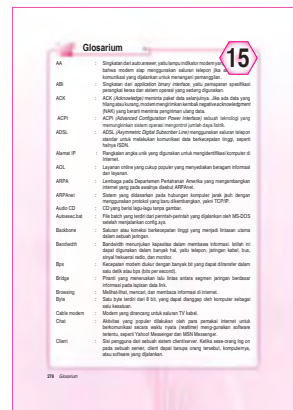 Glosarium
15
AA : Singkatan dari auto answer, yaitu lampu indikator modem yang
bahwa modem siap menggunakan saluran telepon jika
komunikasi yang dijalankan untuk menangani pemanggilan.
ABI : Singkatan dari application binary interface, yaitu pemaparan spesifikasi
perangkat keras dan sistem operasi yang sedang digunakan.
ACK : ACK (Acknowledge) meminta paket data selanjutnya. Jika ada data yang
hilang atau kurang, modem mengirimkan kembali negative acknowledgment
(NAK) yang berarti meminta pengiriman ulang data.
ACPI : ACPI (Advanced Configuration Power Interface) sebuah teknologi yang
memungkinkan sistem operasi mengontrol jumlah daya listrik.
ADSL : ADSL (Asymmetric Digital Subscriber Line) menggunakan saluran telepon
standar untuk melakukan komunikasi data berkecepatan tinggi, seperti
halnya ISDN.
Alamat IP : Rangkaian angka unik yang digunakan untuk mengidentifikasi komputer di
Internet.
AOL : Layanan online yang cukup populer yang menyediakan beragam informasi
dan layanan.
ARPA : Lembaga pada Departemen Pertahanan Amerika yang mengembangkan
internet yang pada awalnya disebut ARPAnet.
ARPAnet : Sistem yang didasarkan pada hubungan komputer jarak jauh dengan
menggunakan protokol yang baru dikembangkan, yakni TCP/IP.
Audio CD : CD yang berisi lagu-lagu tanpa gambar.
Autoexec.bat : File batch yang terdiri dari perintah-perintah yang dijalankan oleh MS-DOS
setelah menjalankan config.sys.
Backbone : Saluran atau koneksi berkecepatan tinggi yang menjadi lintasan utama
dalam sebuah jaringan.
Bandwidth : Bandwidth menunjukan kapasitas dalam membawa informasi. Istilah ini
dapat digunakan dalam banyak hal, yaitu telepon, jaringan kabel, bus,
sinyal frekuensi radio, dan monitor.
Bps : Kecepatan modem diukur dengan banyak bit yang dapat ditransfer dalam
satu detik atau bps (bits per second).
Bridge : Piranti yang meneruskan lalu lintas antara segmen jaringan berdasar
informasi pada lapisan data link.
Browsing : Melihat-lihat, mencari, dan membaca informasi di internet.
Byte : Satu byte terdiri dari 8 bit, yang dapat dianggap oleh komputer sebagai
satu kesatuan.
Cable modem : Modem yang dirancang untuk saluran TV kabel.
Chat : Aktivitas yang populer dilakukan oleh para pemakai internet untuk
berkomunikasi secara waktu nyata (realtime) meng-gunakan software
tertentu, seperti Yahoo! Messenger dan MSN Messenger.
Client : Sisi pengguna dari sebuah sistem client/server. Ketika sese-orang log on
pada sebuah server, client dapat berupa orang tersebut, komputernya,
atau software yang dijalankan.
278 Glosarium